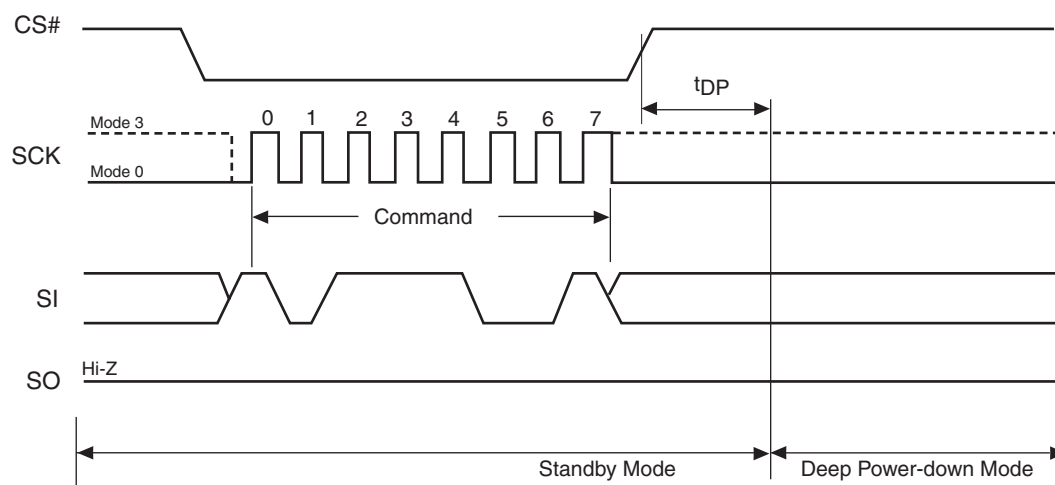 CS#
tDP
Mode 3
0 1 2 3 4 5 6 7
SCK
Mode 0
Command
SI
Hi-Z
SO
Standby Mode
Deep Power-down Mode